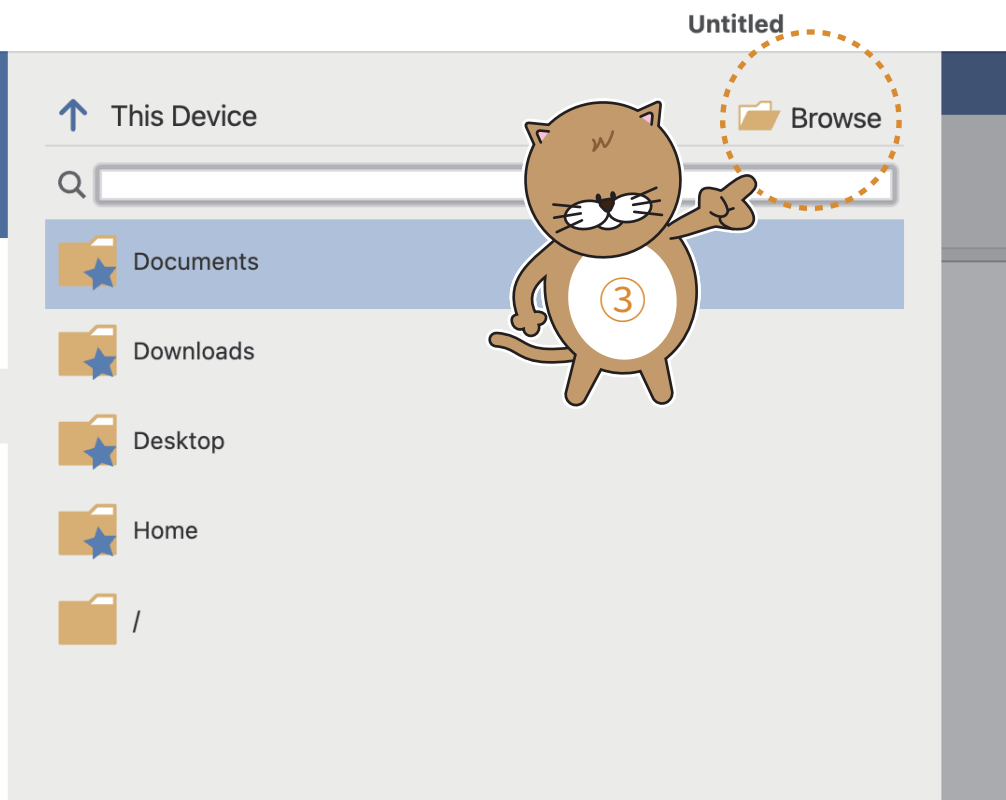 Untitled
This Device
Browse
Documents
③
Downloads
Desktop
Home
/